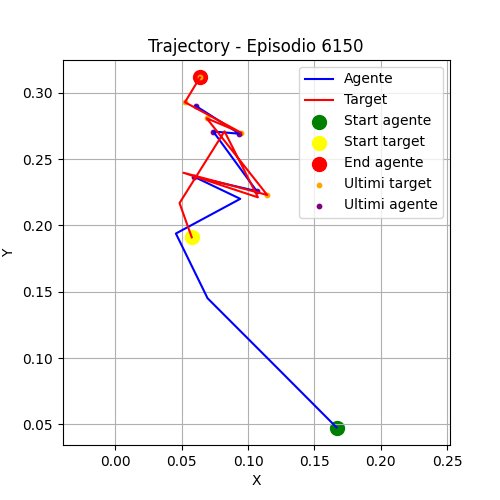 Trajectory - Episodio 6150
Agente
Target
Start agente
Start target
End agente
Ultimi target
Ultimi agente
Y
0.30
0.25
0.20
0.15
0.10
0.05
0.00
0.05
0.10
0.15
0.20
0.25
X